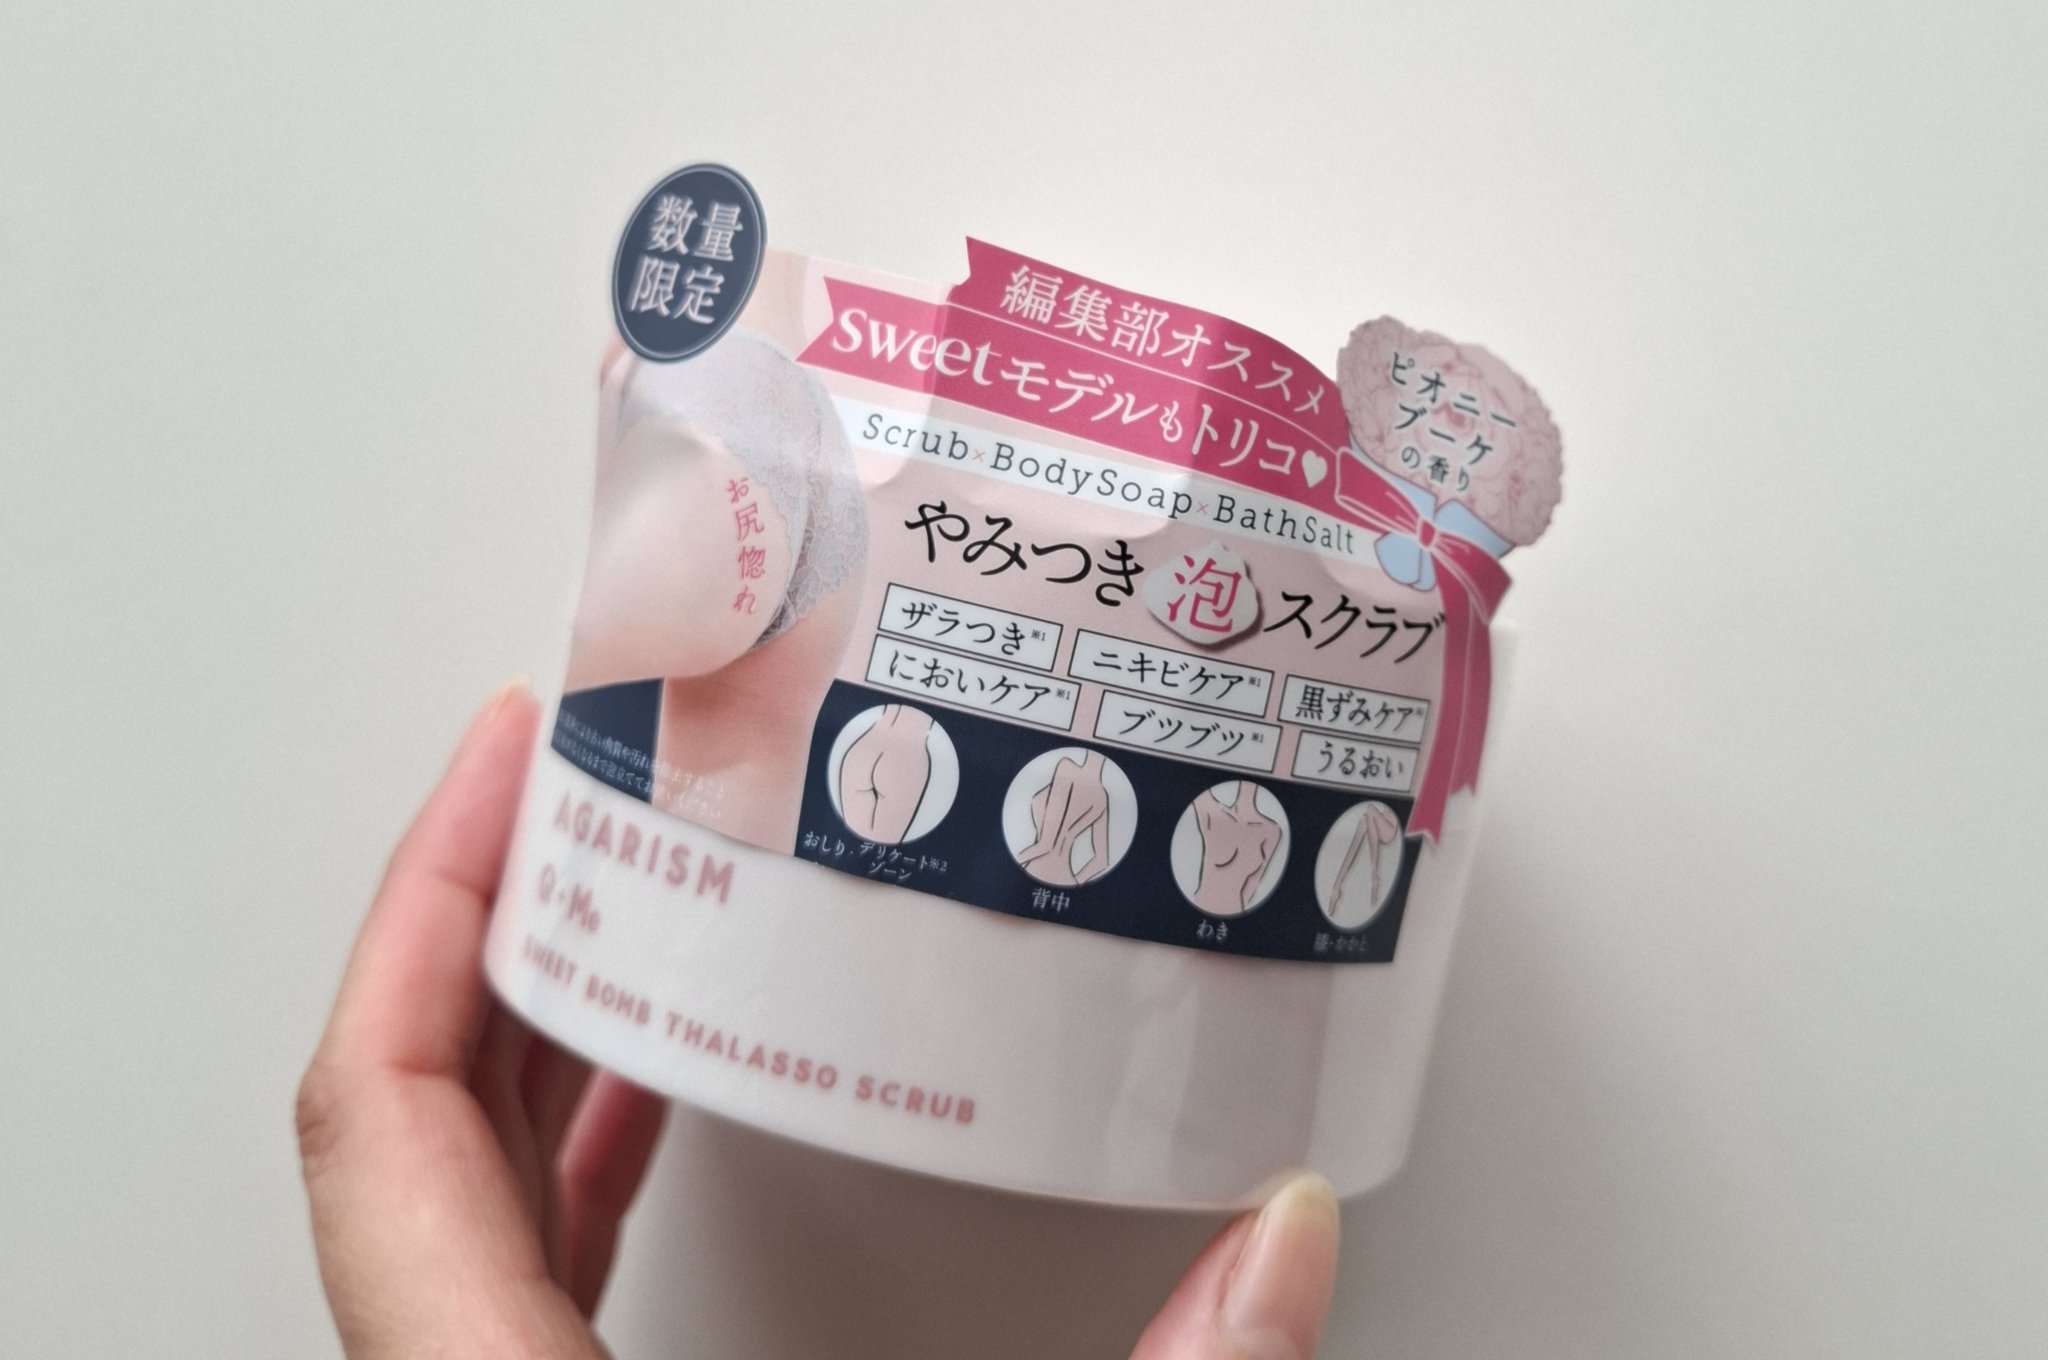 数量
限定
編集部オススメ
sweetモデルもトリコ♥
ピオニー
ブーケ
の香り
Scrub×BodySoap×BathSalt
お尻惚れ
やみつき泡スクラブ
ザラつき※1
ニキビケア※1
黒ずみケア
においケア※1
ブツブツ※1
うるおい
おしり・デリケート※2
ゾーン
背中
わき
膝・かかと
AGARISM
Q・Me
SWEET BOMB THALASSO SCRUB